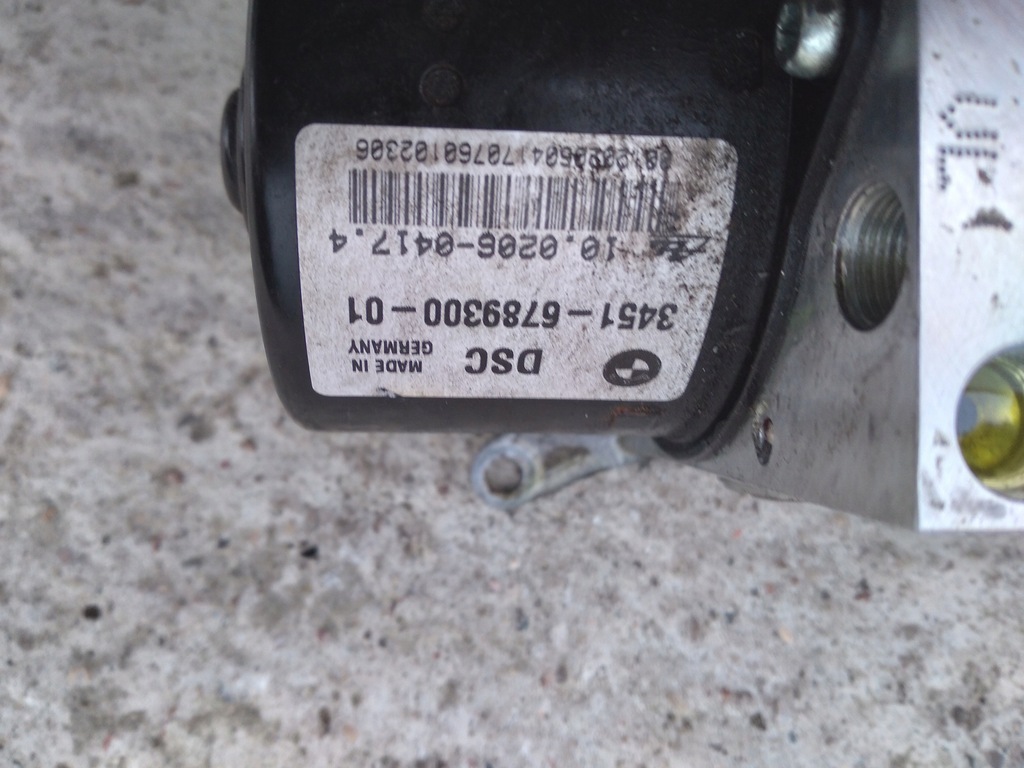 DSC
MADE IN
GERMANY
3451-6789300-01
10.0206-0417.4